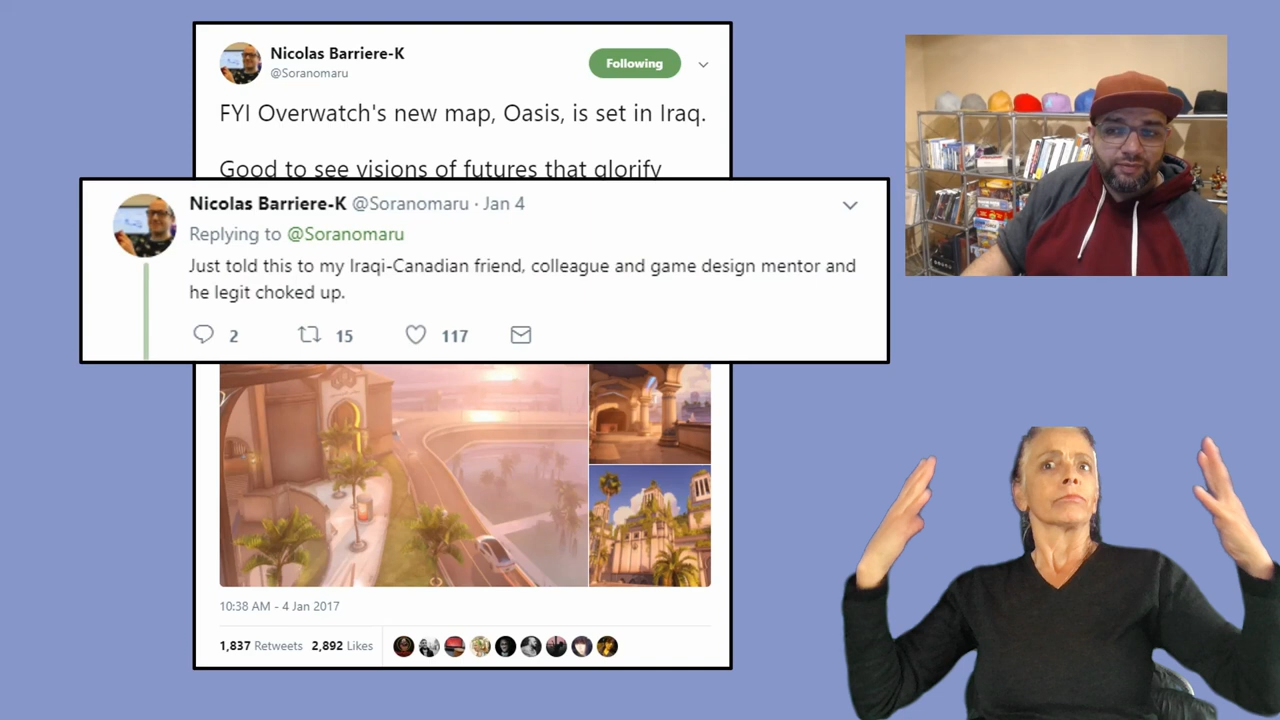 Nicolas Barriere-K
@Soranomaru
Following
FYI Overwatch's new map, Oasis, is set in Iraq.
Good to see visions of futures that glorify
Nicolas Barriere-K @Soranomaru · Jan 4
Replying to @Soranomaru
Just told this to my Iraqi-Canadian friend, colleague and game design mentor and
he legit choked up.
2 15 117
10:38 AM - 4 Jan 2017
1,837 Retweets 2,892 Likes